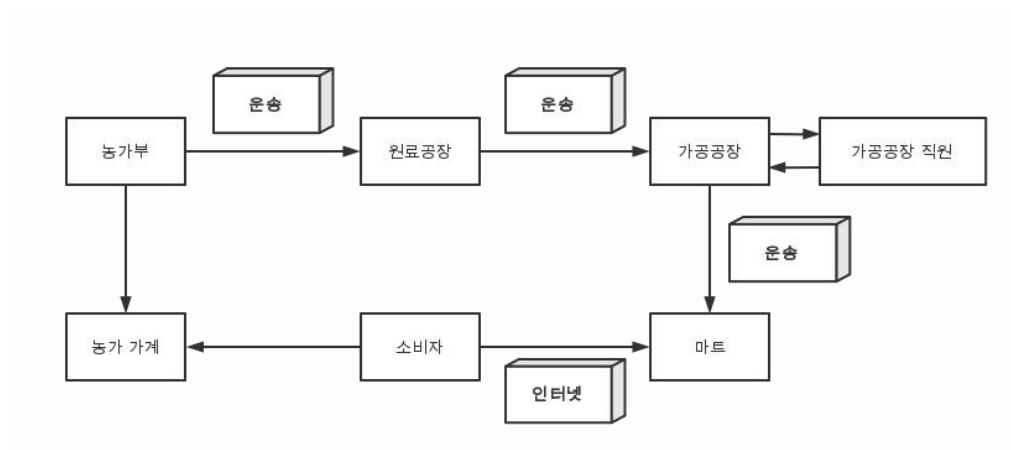 운송
운송
농가부
원료공장
가공공장
가공공장 직원
운송
농가 가계
소비자
마트
인터넷